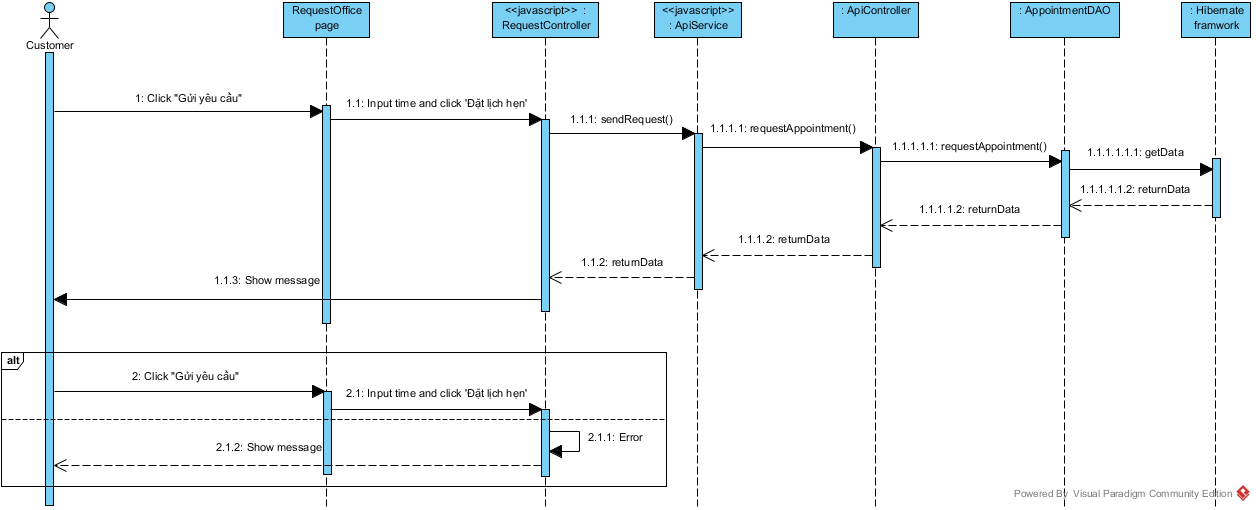 RequestOffice
page
<<javascript>> :
RequestController
<<javascript>>
: ApiService
: ApiController
: AppointmentDAO
: Hibernate
framwork
Customer
1: Click "Gửi yêu cầu"
1.1: Input time and click 'Đặt lịch hẹn'
1.1.1: sendRequest()
1.1.1.1: requestAppointment()
1.1.1.1.1: requestAppointment()
1.1.1.1.1.1: getData
1.1.1.1.1.2: returnData
1.1.1.1.2: returnData
1.1.1.2: returnData
1.1.2: returnData
1.1.3: Show message
alt
2: Click "Gửi yêu cầu"
2.1: Input time and click 'Đặt lịch hẹn'
2.1.1: Error
2.1.2: Show message
Powered By Visual Paradigm Community Edition